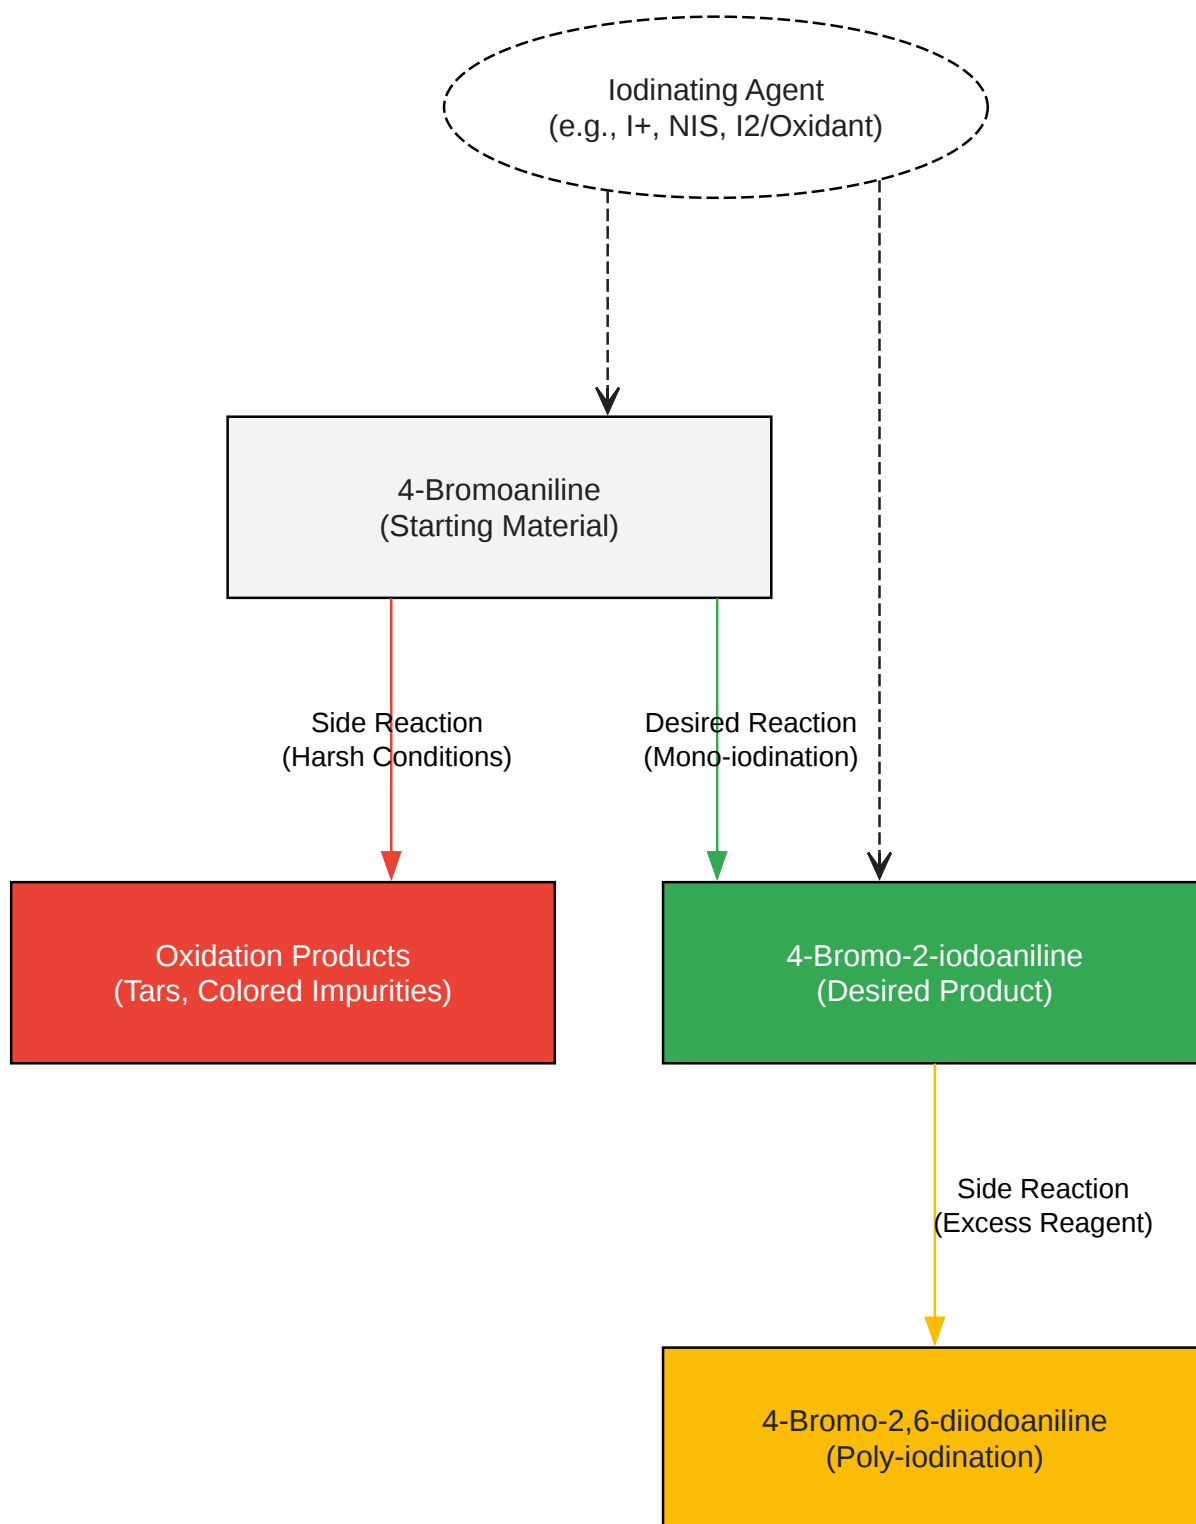 Iodinating Agent
(e.g., I+, NIS, I2/Oxidant)
4-Bromoaniline
(Starting Material)
Side Reaction
(Harsh Conditions)
Desired Reaction
(Mono-iodination)
Oxidation Products
(Tars, Colored Impurities)
4-Bromo-2-iodoaniline
(Desired Product)
Side Reaction
(Excess Reagent)
4-Bromo-2,6-diiodoaniline
(Poly-iodination)